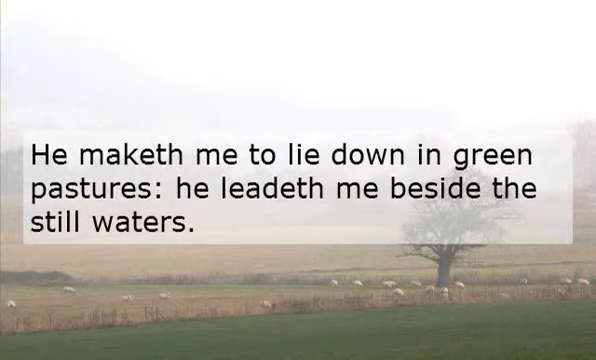 He maketh me to lie down in green
pastures: he leadeth me beside the
still waters.